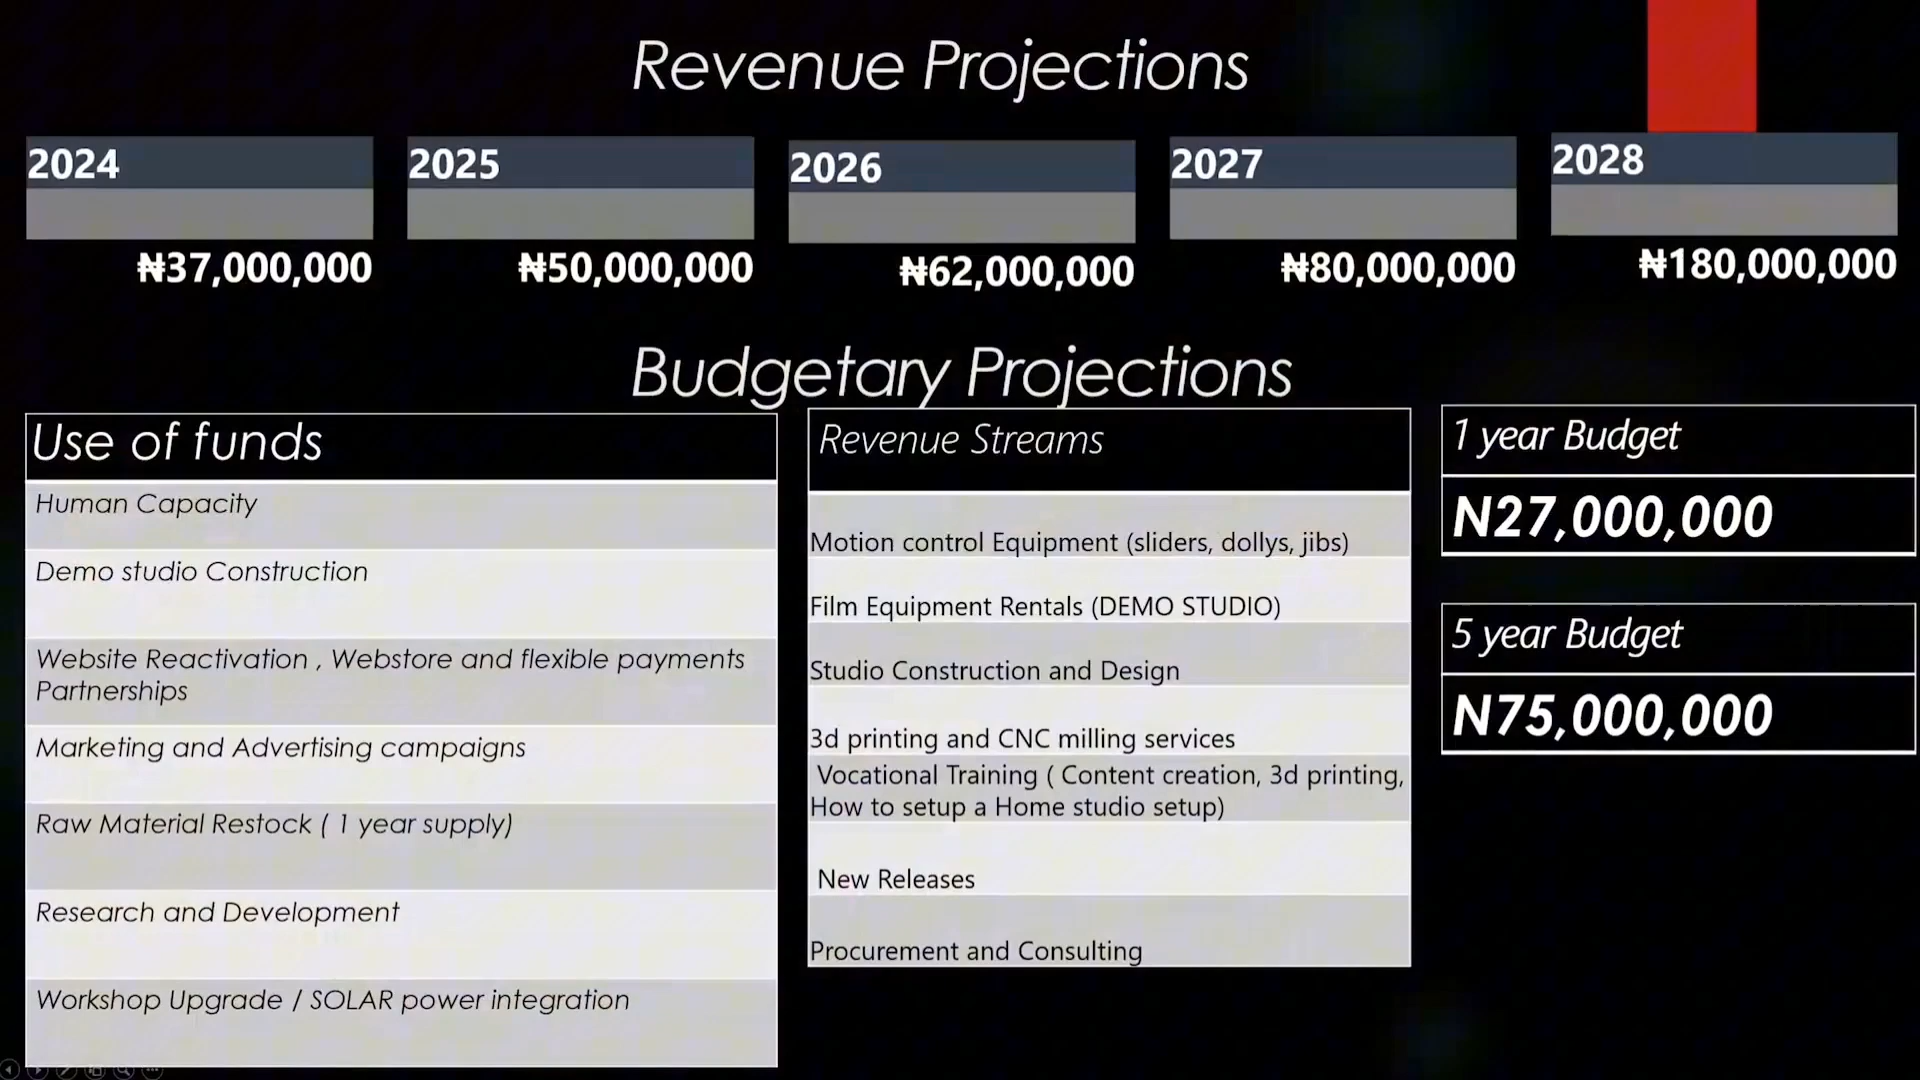 Revenue Projections
2024
2025
2026
2027
2028
₦37,000,000
₦50,000,000
₦62,000,000
₦80,000,000
₦180,000,000
Budgetary Projections
Use of funds
Human Capacity
Demo studio Construction
Website Reactivation , Webstore and flexible payments
Partnerships
Marketing and Advertising campaigns
Raw Material Restock ( 1 year supply)
Research and Development
Workshop Upgrade / SOLAR power integration
Revenue Streams
Motion control Equipment (sliders, dollys, jibs)
Film Equipment Rentals (DEMO STUDIO)
Studio Construction and Design
3d printing and CNC milling services
Vocational Training ( Content creation, 3d printing,
How to setup a Home studio setup)
New Releases
Procurement and Consulting
1 year Budget
N27,000,000
5 year Budget
N75,000,000